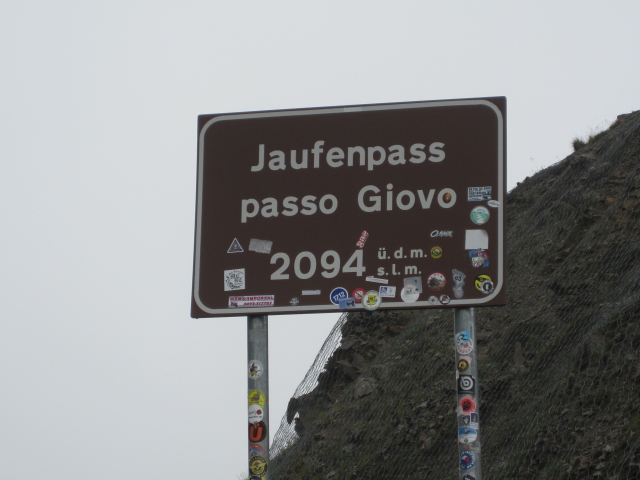 Jaufenpass
passo Giovo
2094 ü.d.m.
s.l.m.